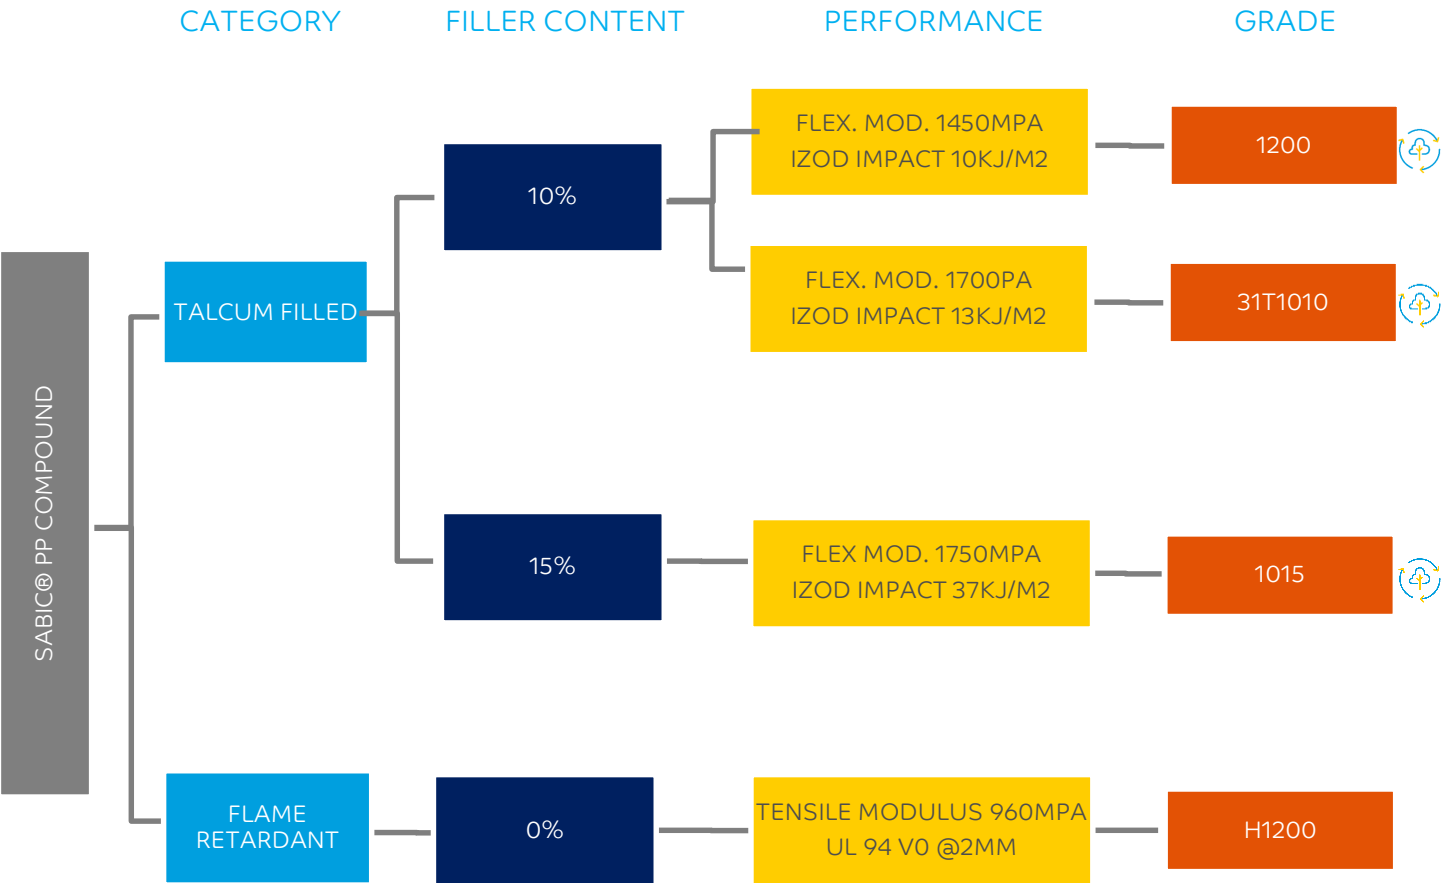 CATEGORY
FILLER CONTENT
PERFORMANCE
GRADE
SABIC® PP COMPOUND
TALCUM FILLED
10%
FLEX. MOD. 1450MPA
IZOD IMPACT 10KJ/M2
1200
FLEX. MOD. 1700PA
IZOD IMPACT 13KJ/M2
31T1010
15%
FLEX MOD. 1750MPA
IZOD IMPACT 37KJ/M2
1015
FLAME
RETARDANT
0%
TENSILE MODULUS 960MPA
UL 94 V0 @2MM
H1200